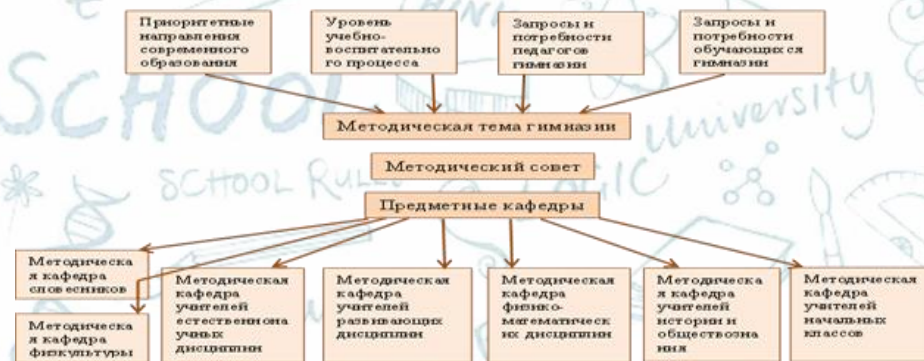 Приоритетные
направления
современного
образования
Уровень
учебно-
воспитательно
го процесса
Запросы и
потребности
педагогов
гимназии
Запросы и
потребности
обучающих ся
гимназии
Методическая тема гимназии
Методический совет
Предметные кафедры
Методическа
я кафедра
словесников
Методическа
я кафедра
физкультуры
Методическая
кафедра
учителей
естественнона
учных
дисциплин
Методическая
кафедра
учителей
развивающих
дисциплин
Методическая
кафедра
физико-
математическ
их дисциплин
Методическа
я кафедра
учителей
истории и
обществозна
ния
Методическая
кафедра
учителей
начальных
классов
SCHOOL
University
SCHOOL RULE
LOGIC